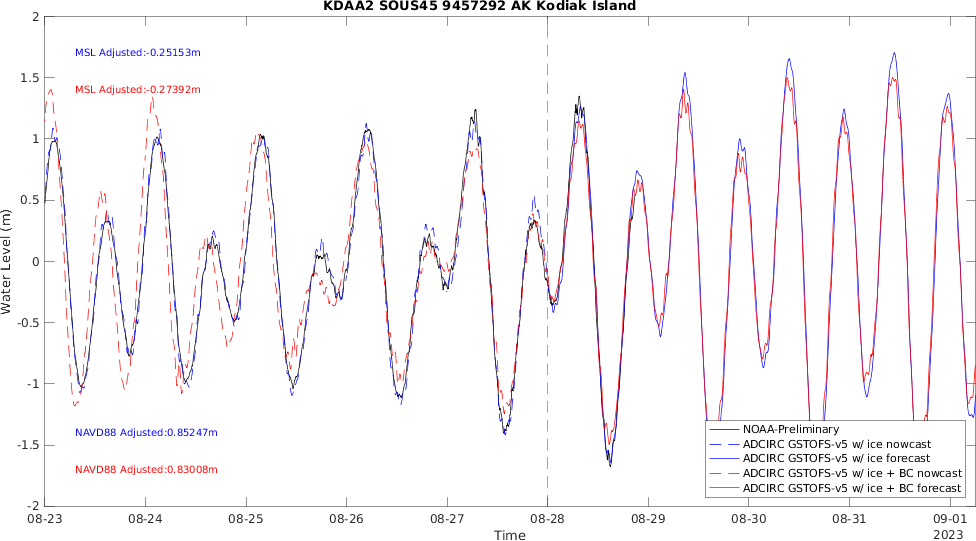 KDAA2 SOUS45 9457292 AK Kodiak Island
2
1.5
1
0.5
0
-0.5
-1
-1.5
-2
Water Level (m)
MSL Adjusted:-0.25153m
MSL Adjusted:-0.27392m
NAVD88 Adjusted:0.85247m
NAVD88 Adjusted:0.83008m
NOAA-Preliminary
ADCIRC GSTOFS-v5 w/ ice nowcast
ADCIRC GSTOFS-v5 w/ ice forecast
ADCIRC GSTOFS-v5 w/ ice + BC nowcast
ADCIRC GSTOFS-v5 w/ ice + BC forecast
08-23 08-24 08-25 08-26 08-27 08-28 08-29 08-30 08-31 09-01
Time
2023